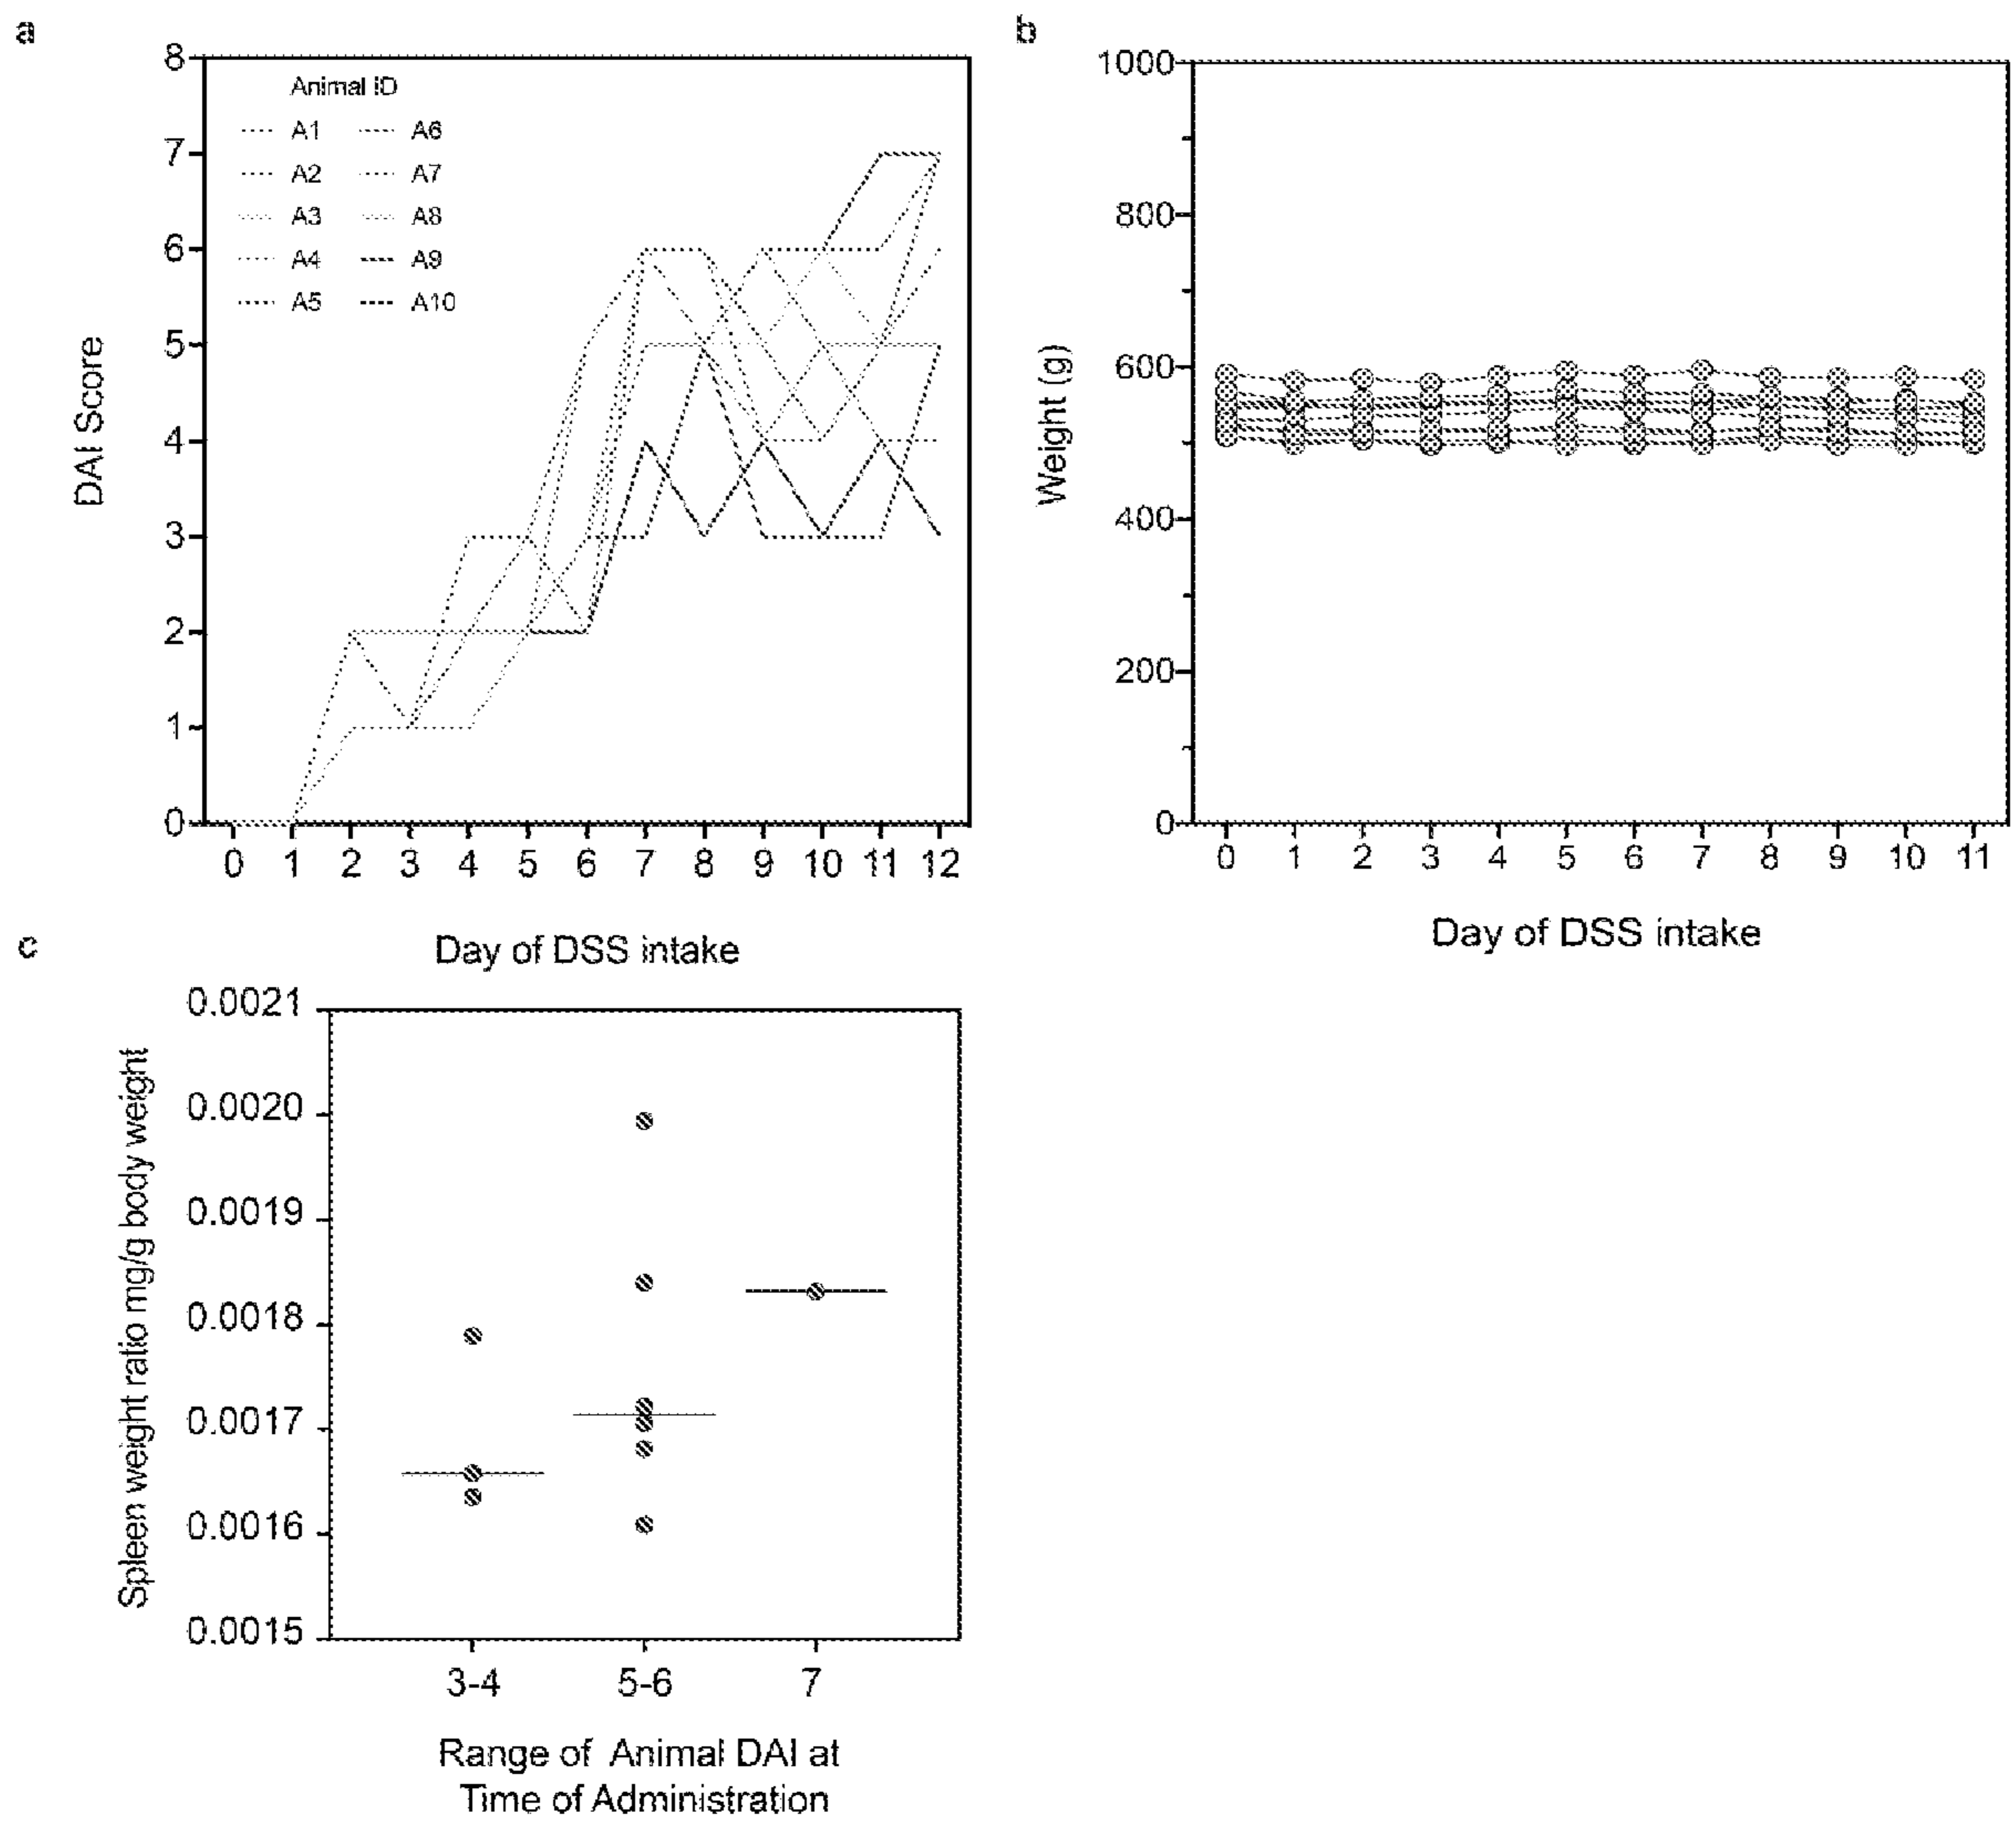 a
8
7
6
5
4
3
2
1
0
DAI Score
Animal ID
A1 A6
A2 A7
A3 A8
A4 A9
A5 A10
0 1 2 3 4 5 6 7 8 9 10 11 12
Day of DSS intake
b
1000
800
600
400
200
0
Weight (g)
0 1 2 3 4 5 6 7 8 9 10 11
Day of DSS intake
c
0.0021
0.0020
0.0019
0.0018
0.0017
0.0016
0.0015
Spleen weight ratio mg/g body weight
3-4 5-6 7
Range of Animal DAI at
Time of Administration